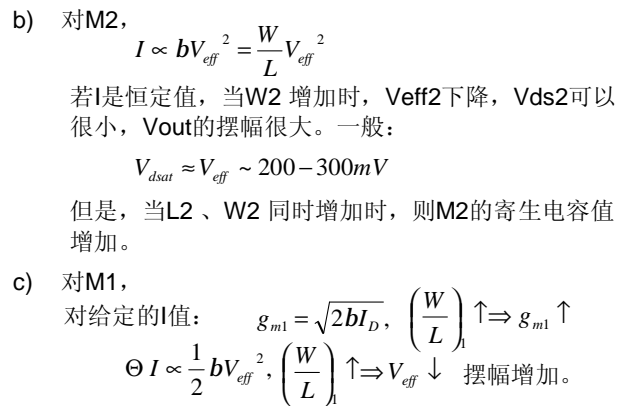 b) 对M2，
I ∝ bV_eff² = W/L V_eff²
若I是恒定值，当W2 增加时，Veff2下降，Vds2可以
很小，Vout的摆幅很大。一般：
V_dsat ≈ V_eff ~ 200−300mV
但是，当L2 、W2 同时增加时，则M2的寄生电容值
增加。
c) 对M1，
对给定的I值： g_m1 = √(2bI_D), (W/L)₁ ↑⇒ g_m1 ↑
Θ I ∝ 1/2 bV_eff², (W/L)₁ ↑⇒ V_eff ↓ 摆幅增加。